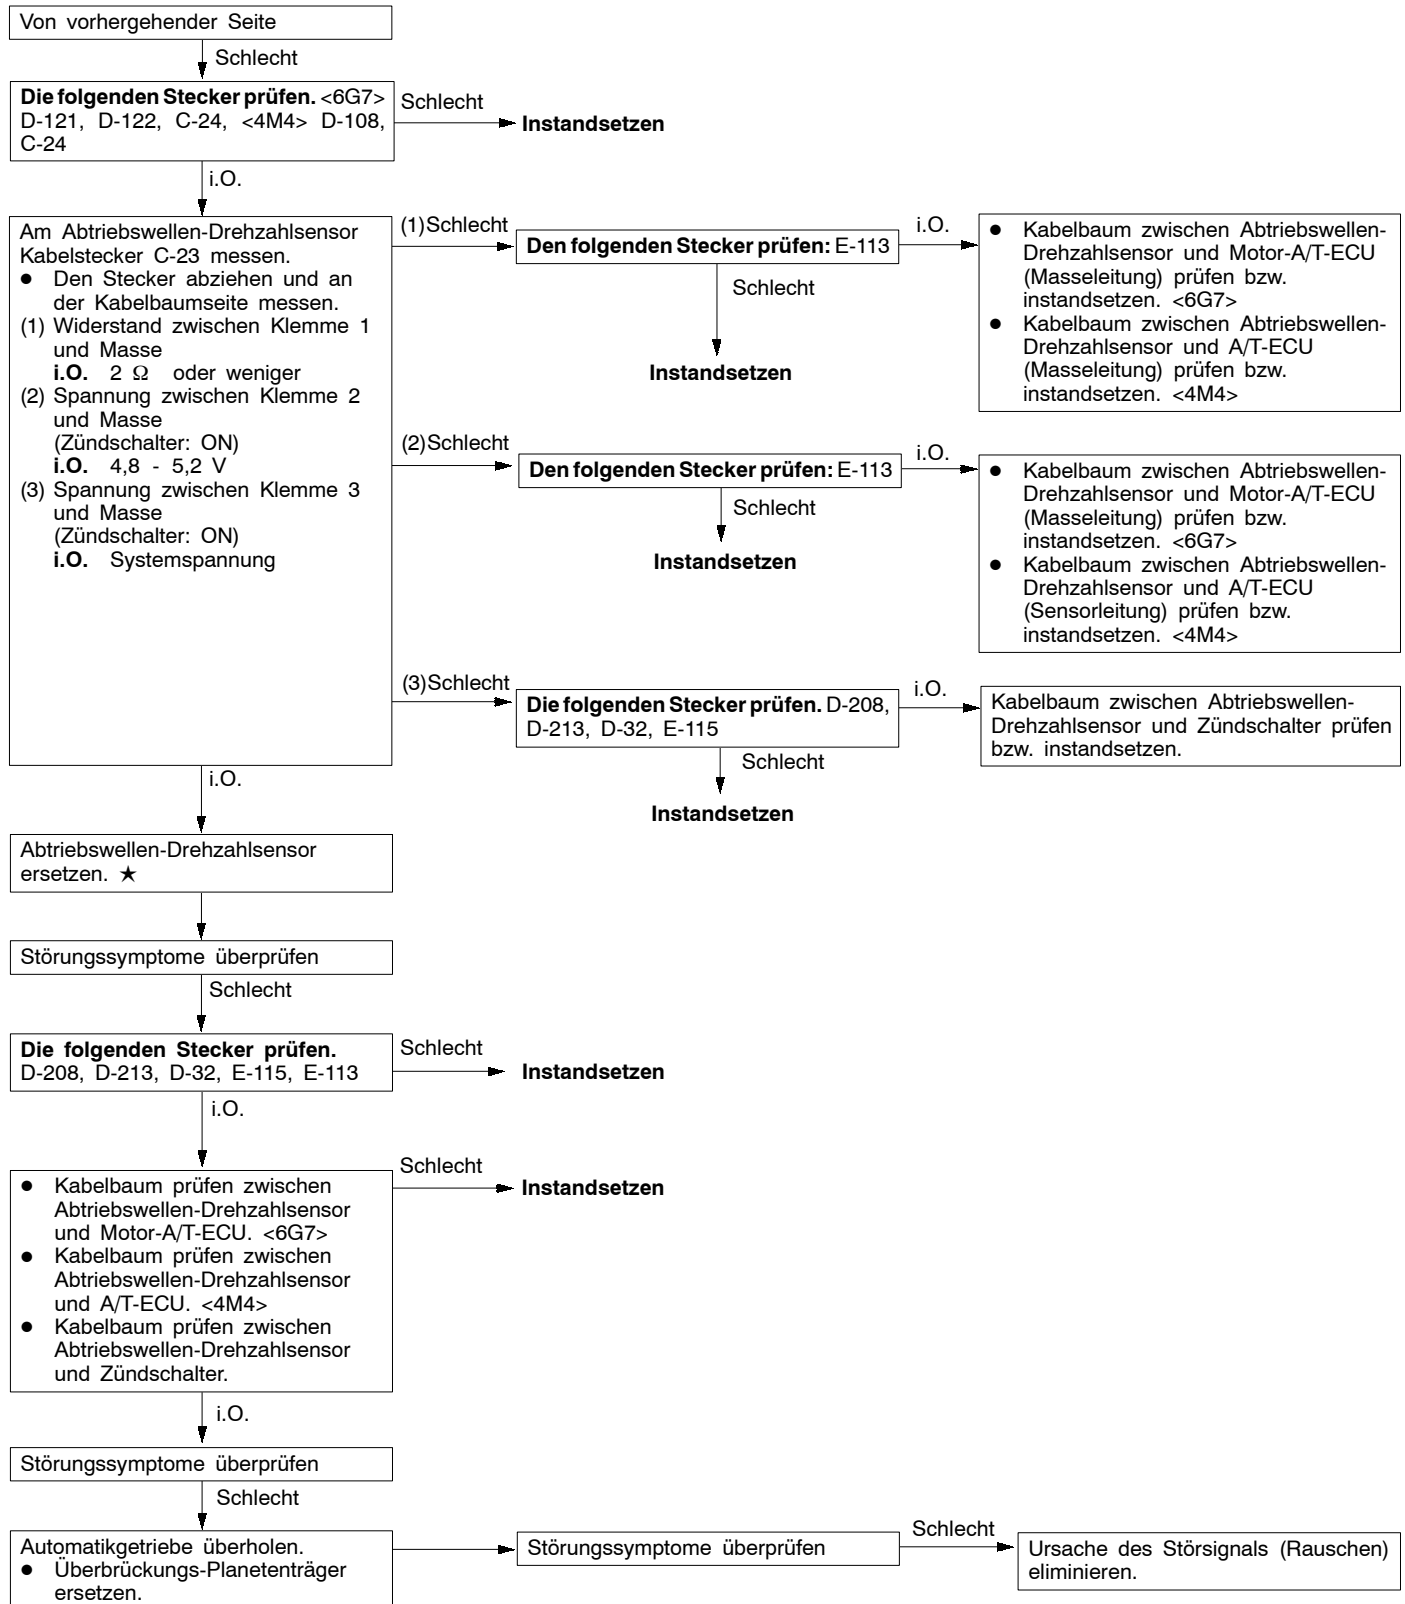 Von vorhergehender Seite
Schlecht
Die folgenden Stecker prüfen. <6G7>
D-121, D-122, C-24, <4M4> D-108,
C-24
Schlecht
Instandsetzen
i.O.
Am Abtriebswellen-Drehzahlsensor
Kabelstecker C-23 messen.
● Den Stecker abziehen und an
der Kabelbaumseite messen.
(1) Widerstand zwischen Klemme 1
und Masse
i.O. 2 Ω oder weniger
(2) Spannung zwischen Klemme 2
und Masse
(Zündschalter: ON)
i.O. 4,8 - 5,2 V
(3) Spannung zwischen Klemme 3
und Masse
(Zündschalter: ON)
i.O. Systemspannung
(1)Schlecht
Den folgenden Stecker prüfen: E-113
i.O.
● Kabelbaum zwischen Abtriebswellen-
Drehzahlsensor und Motor-A/T-ECU
(Masseleitung) prüfen bzw.
instandsetzen. <6G7>
● Kabelbaum zwischen Abtriebswellen-
Drehzahlsensor und A/T-ECU
(Masseleitung) prüfen bzw.
instandsetzen. <4M4>
Schlecht
Instandsetzen
(2)Schlecht
Den folgenden Stecker prüfen: E-113
i.O.
● Kabelbaum zwischen Abtriebswellen-
Drehzahlsensor und Motor-A/T-ECU
(Masseleitung) prüfen bzw.
instandsetzen. <6G7>
● Kabelbaum zwischen Abtriebswellen-
Drehzahlsensor und A/T-ECU
(Sensorleitung) prüfen bzw.
instandsetzen. <4M4>
Schlecht
Instandsetzen
(3)Schlecht
Die folgenden Stecker prüfen. D-208,
D-213, D-32, E-115
i.O.
Kabelbaum zwischen Abtriebswellen-
Drehzahlsensor und Zündschalter prüfen
bzw. instandsetzen.
Schlecht
Instandsetzen
i.O.
Abtriebswellen-Drehzahlsensor
ersetzen. ★
Störungssymptome überprüfen
Schlecht
Die folgenden Stecker prüfen.
D-208, D-213, D-32, E-115, E-113
Schlecht
Instandsetzen
i.O.
● Kabelbaum prüfen zwischen
Abtriebswellen-Drehzahlsensor
und Motor-A/T-ECU. <6G7>
● Kabelbaum prüfen zwischen
Abtriebswellen-Drehzahlsensor
und A/T-ECU. <4M4>
● Kabelbaum prüfen zwischen
Abtriebswellen-Drehzahlsensor
und Zündschalter.
Schlecht
Instandsetzen
i.O.
Störungssymptome überprüfen
Schlecht
Automatikgetriebe überholen.
● Überbrückungs-Planetenträger
ersetzen.
Störungssymptome überprüfen
Schlecht
Ursache des Störsignals (Rauschen)
eliminieren.